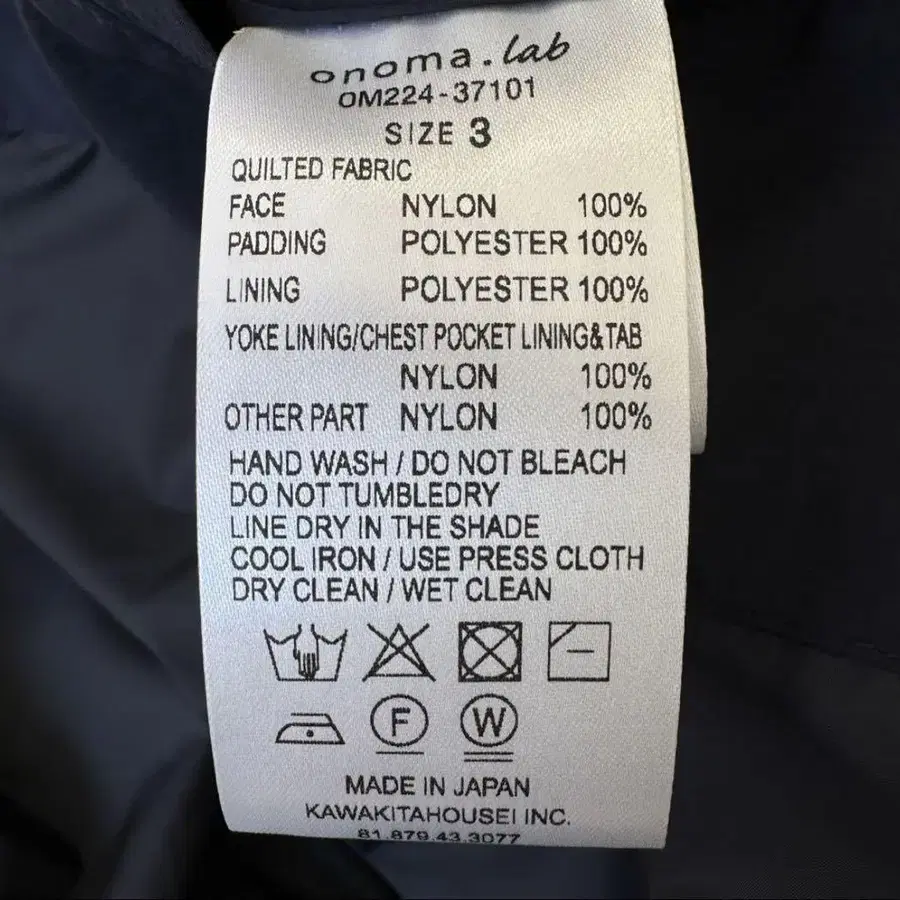 onoma.lab
OM224-37101
SIZE 3
QUILTED FABRIC
FACE NYLON 100%
PADDING POLYESTER 100%
LINING POLYESTER 100%
YOKE LINING/CHEST POCKET LINING&TAB
NYLON 100%
OTHER PART NYLON 100%
HAND WASH / DO NOT BLEACH
DO NOT TUMBLEDRY
LINE DRY IN THE SHADE
COOL IRON / USE PRESS CLOTH
DRY CLEAN / WET CLEAN
F W
MADE IN JAPAN
KAWAKITAHOUSEI INC.
81.879.43.3077